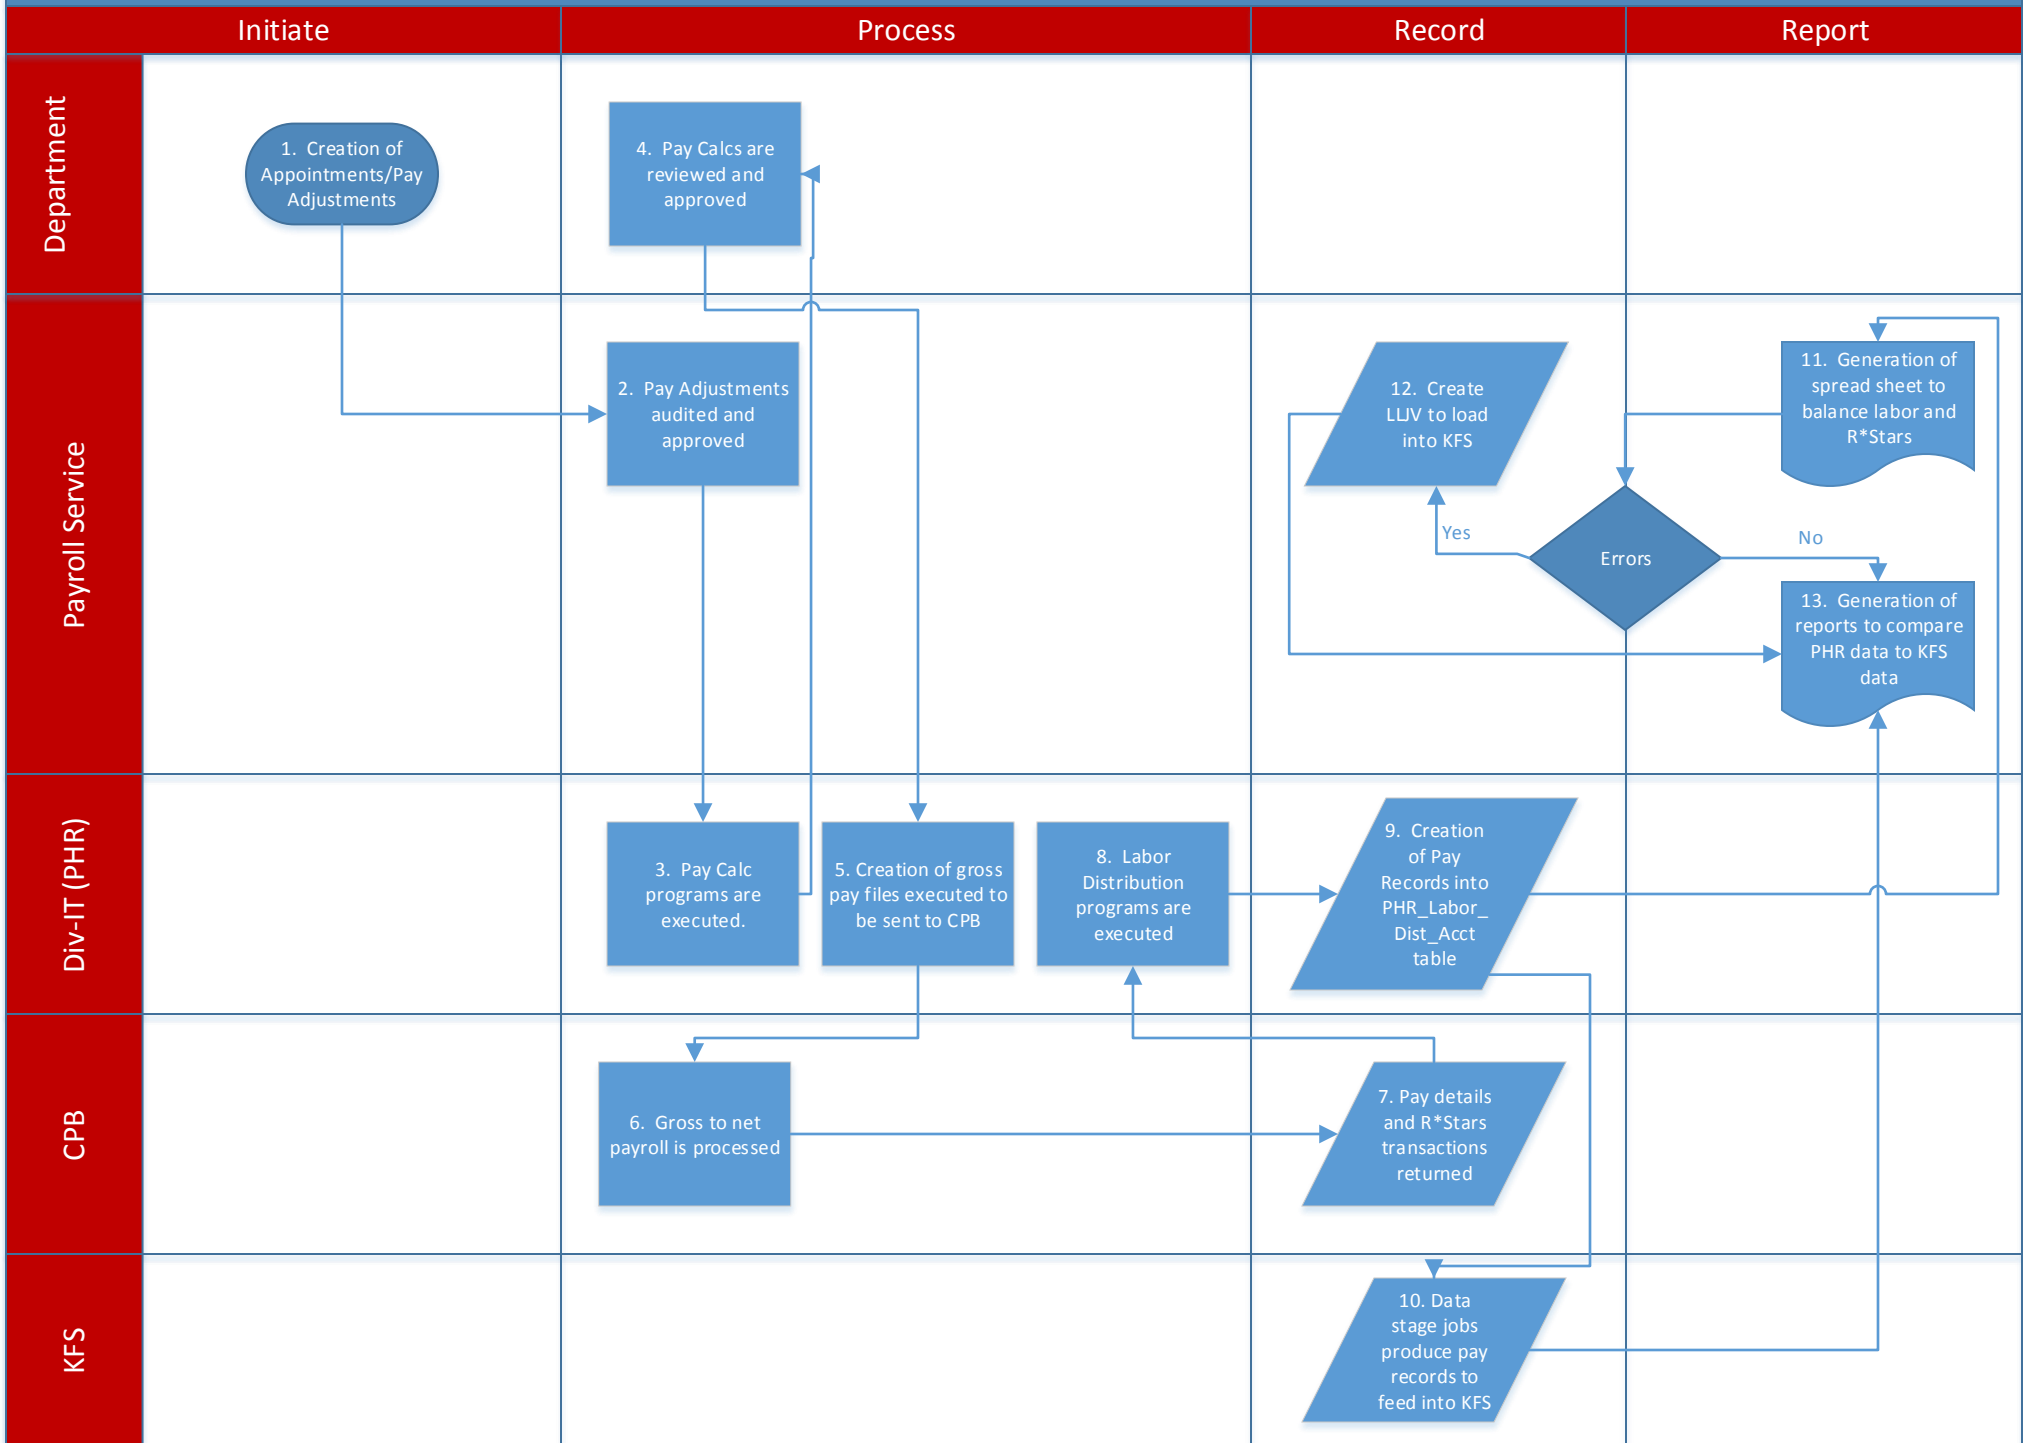 Initiate
Process
Record
Report
Department
1.  Creation of
Appointments/Pay
Adjustments
4.  Pay Calcs are
reviewed and
approved
Payroll Service
2.  Pay Adjustments
audited and
approved
12.  Create
LLJV to load
into KFS
11.  Generation of
spread sheet to
balance labor and
R*Stars
Yes
Errors
No
13.  Generation of
reports to compare
PHR data to KFS
data
Div-IT (PHR)
3.  Pay Calc
programs are
executed.
5. Creation of gross
pay files executed to
be sent to CPB
8.  Labor
Distribution
programs are
executed
9.  Creation
of Pay
Records into
PHR_Labor_
Dist_Acct
table
CPB
6.  Gross to net
payroll is processed
7. Pay details
and R*Stars
transactions
returned
KFS
10. Data
stage jobs
produce pay
records to
feed into KFS